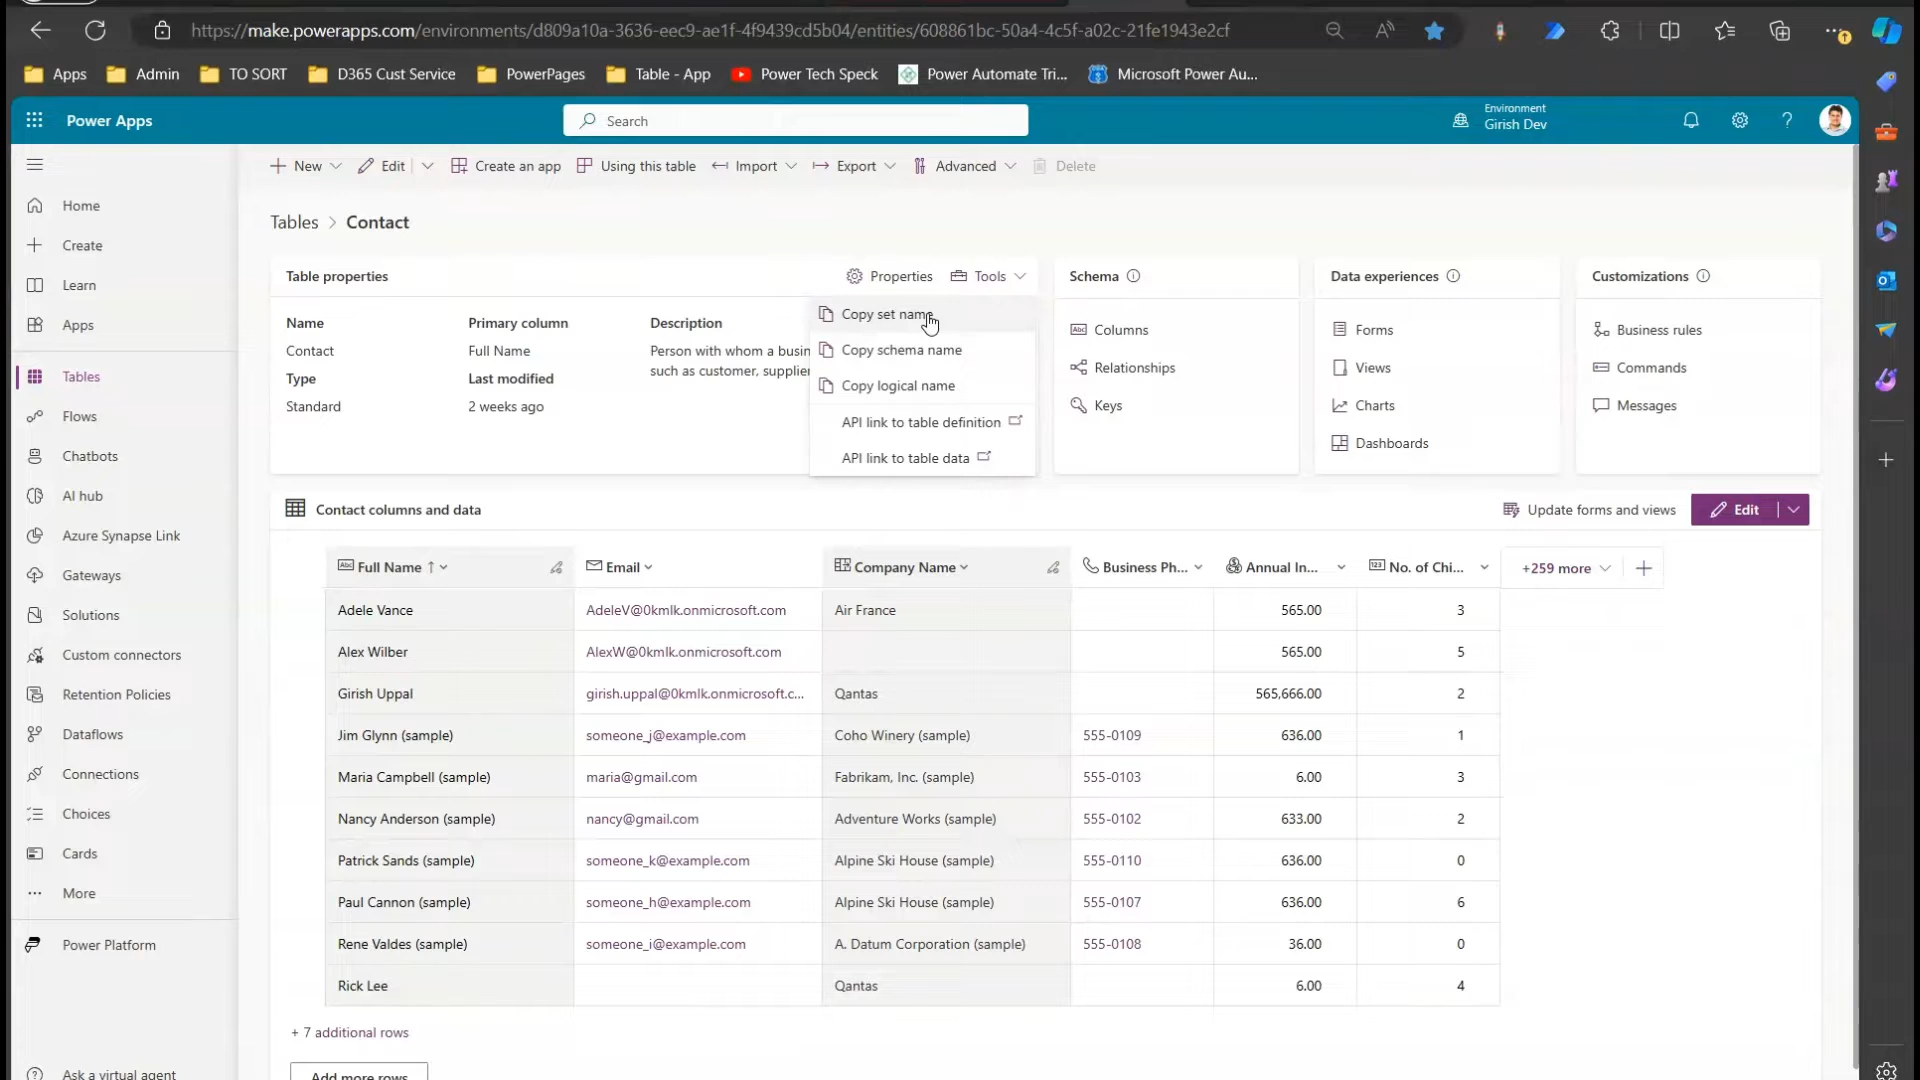 https://make.powerapps.com/environments/d809a10a-3636-eec9-ae1f-4f9439cd5b04/entities/608861bc-50a4-4c5f-a02c-21fe1943e2cf
Apps Admin TO SORT D365 Cust Service PowerPages Table - App Power Tech Speck Power Automate Tri... Microsoft Power Au...
Power Apps
Search
Environment
Girish Dev
New Edit Create an app Using this table Import Export Advanced Delete
Home
Create
Learn
Apps
Tables
Flows
Chatbots
AI hub
Azure Synapse Link
Gateways
Solutions
Custom connectors
Retention Policies
Dataflows
Connections
Choices
Cards
More
Power Platform
Ask a virtual agent
Tables > Contact
Table properties
Properties
Tools
Name
Contact
Type
Standard
Primary column
Full Name
Last modified
2 weeks ago
Description
Person with whom a busin
such as customer, supplier
Copy set name
Copy schema name
Copy logical name
API link to table definition
API link to table data
Schema
Columns
Relationships
Keys
Data experiences
Forms
Views
Charts
Dashboards
Customizations
Business rules
Commands
Messages
Contact columns and data
Update forms and views
Edit
Full Name Email Company Name Business Ph... Annual In... No. of Chi... +259 more
Adele Vance AdeleV@0kmlk.onmicrosoft.com Air France 565.00 3
Alex Wilber AlexW@0kmlk.onmicrosoft.com 565.00 5
Girish Uppal girish.uppal@0kmlk.onmicrosoft.c... Qantas 565,666.00 2
Jim Glynn (sample) someone_j@example.com Coho Winery (sample) 555-0109 636.00 1
Maria Campbell (sample) maria@gmail.com Fabrikam, Inc. (sample) 555-0103 6.00 3
Nancy Anderson (sample) nancy@gmail.com Adventure Works (sample) 555-0102 633.00 2
Patrick Sands (sample) someone_k@example.com Alpine Ski House (sample) 555-0110 636.00 0
Paul Cannon (sample) someone_h@example.com Alpine Ski House (sample) 555-0107 636.00 6
Rene Valdes (sample) someone_i@example.com A. Datum Corporation (sample) 555-0108 36.00 0
Rick Lee Qantas 6.00 4
+ 7 additional rows
Add more rows